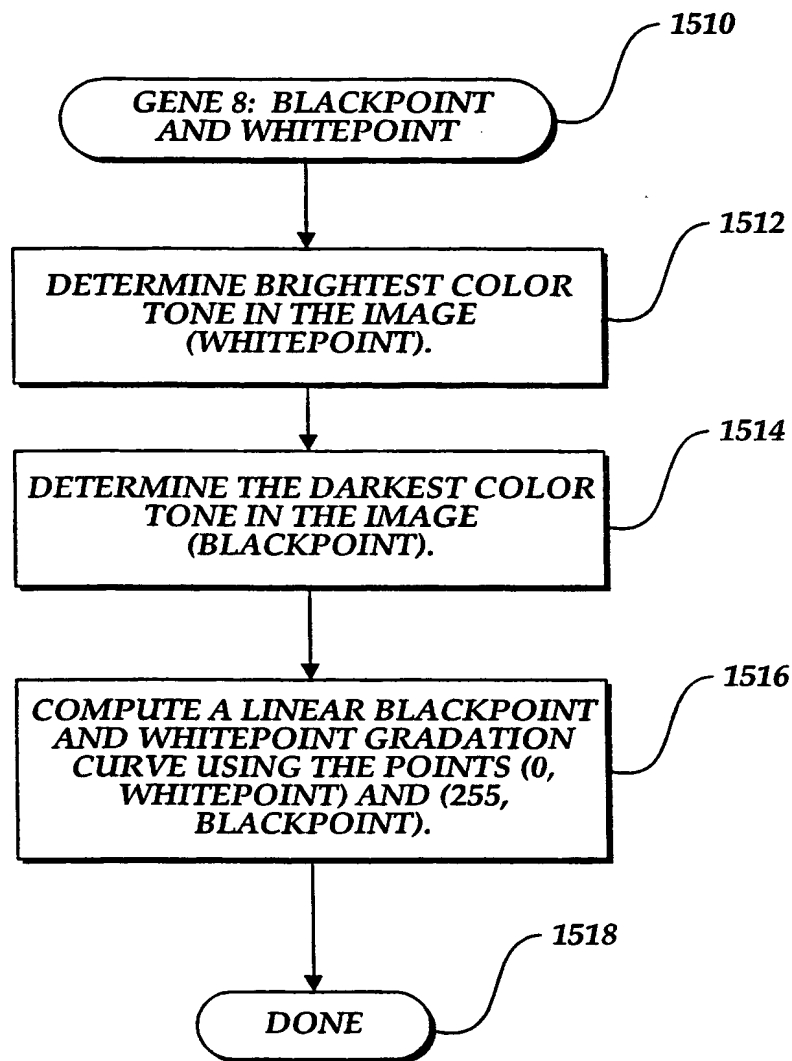 1510
GENE 8: BLACKPOINT
AND WHITEPOINT
1512
DETERMINE BRIGHTEST COLOR
TONE IN THE IMAGE
(WHITEPOINT).
1514
DETERMINE THE DARKEST COLOR
TONE IN THE IMAGE
(BLACKPOINT).
1516
COMPUTE A LINEAR BLACKPOINT
AND WHITEPOINT GRADATION
CURVE USING THE POINTS (0,
WHITEPOINT) AND (255,
BLACKPOINT).
1518
DONE